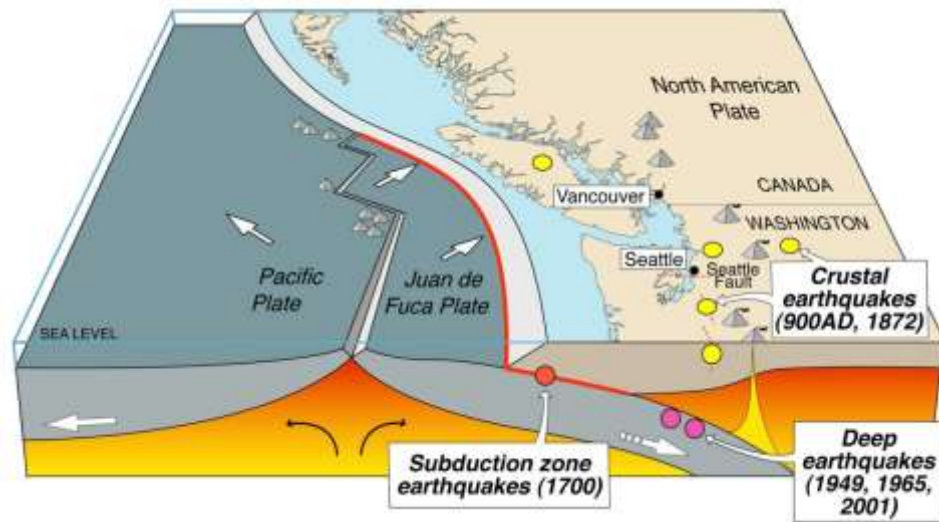 North American
Plate
Vancouver
CANADA
WASHINGTON
Seattle
Seattle
Fault
Crustal
earthquakes
(900AD, 1872)
Pacific
Plate
Juan de
Fuca Plate
SEA LEVEL
Subduction zone
earthquakes (1700)
Deep
earthquakes
(1949, 1965,
2001)